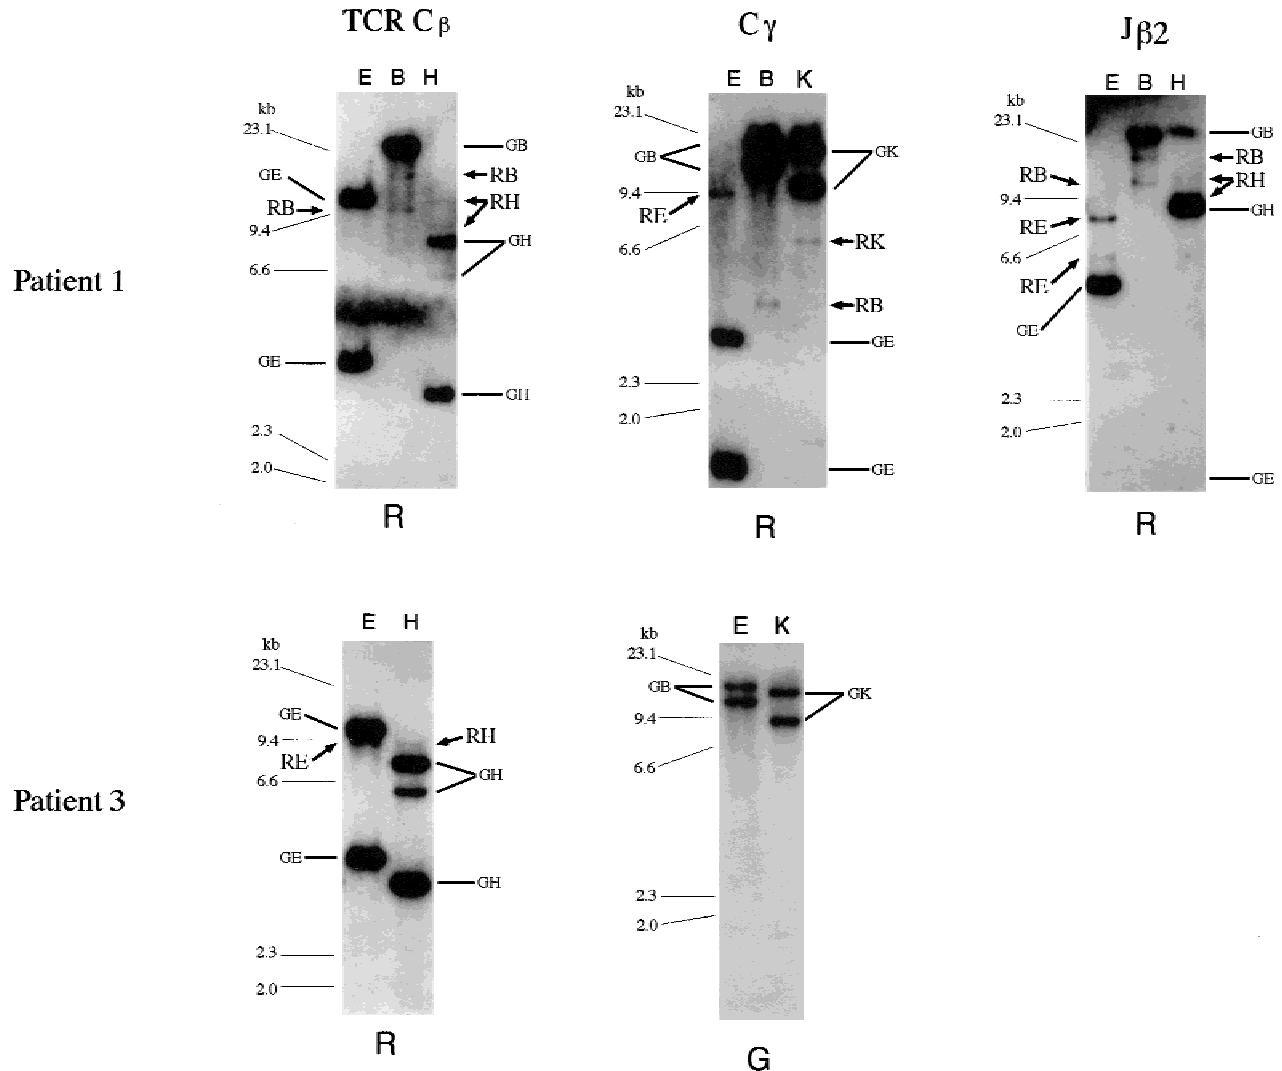 TCR Cβ
Cγ
Jβ2
E B H
E B K
E B H
kb
23.1
GE
RB
9.4
6.6
GE
2.3
2.0
GB
RB
RH
GH
GH
R
kb
23.1
GB
9.4
RE
6.6
2.3
2.0
GK
RK
RB
GE
GE
R
kb
23.1
RB
9.4
RE
6.6
RE
GE
2.3
2.0
GB
RB
RH
GH
GE
R
Patient 1
E H
E K
kb
23.1
GE
9.4
RE
6.6
GE
2.3
2.0
RH
GH
GH
R
kb
23.1
GB
9.4
6.6
2.3
2.0
GK
G
Patient 3